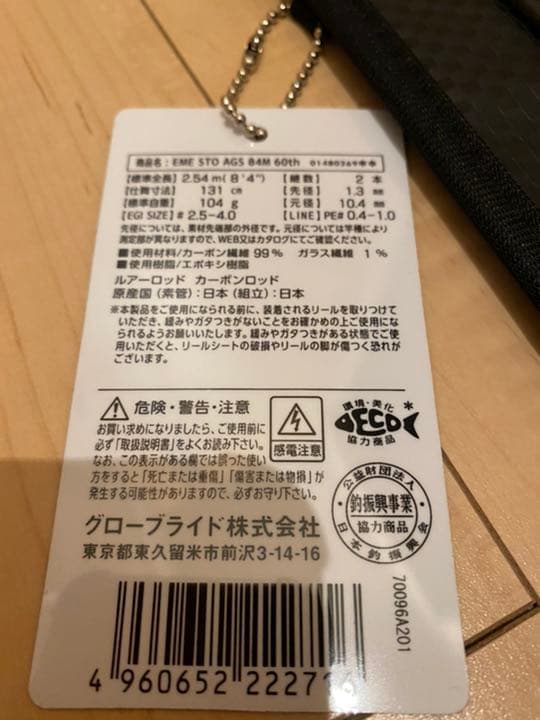 商品名: EME STO AGS 84M 60th 01480269※※
【標準全長】 2.54m(8'4") 【継数】 2 本
【仕舞寸法】 131 cm 【先径】 1.3 mm
【標準自重】 104 g 【元径】 10.4 mm
【EGI SIZE】# 2.5-4.0 【LINE】PE# 0.4-1.0
先径については、素材先端部の外径です。元径については竿種により
測定部が異なりますので、WEB又はカタログにてご確認ください。
■使用材料/カーボン繊維99% ガラス繊維 1%
■使用樹脂/エポキシ樹脂
ルアーロッド カーボンロッド
原産国(素管):日本(組立):日本
※本製品をご使用になられる前に、装着されるリールを取りつけて
いただき、緩みやガタつきがないことをお確かめの上ご使用にな
られるようお願いいたします。緩みやガタつきがある状態でご使
用いただくと、リールシートの破損やリールの脚が傷つく恐れが
ございます。
危険・警告・注意
お買い求めになりましたら、ご使用前に
必ず「取扱説明書」をよくお読み下さい。
なお、この表示がある欄では誤った使い
方をすると「死亡または重傷」「傷害または物損」が
発生する可能性がありますので、必ずお守り下さい。
感電注意
環境・美化
ECO
協力商品
グローブライド株式会社
東京都東久留米市前沢3-14-16
公益財団法人
釣振興事業
協力商品
日本釣振興会
70096A201
4 960652 2227